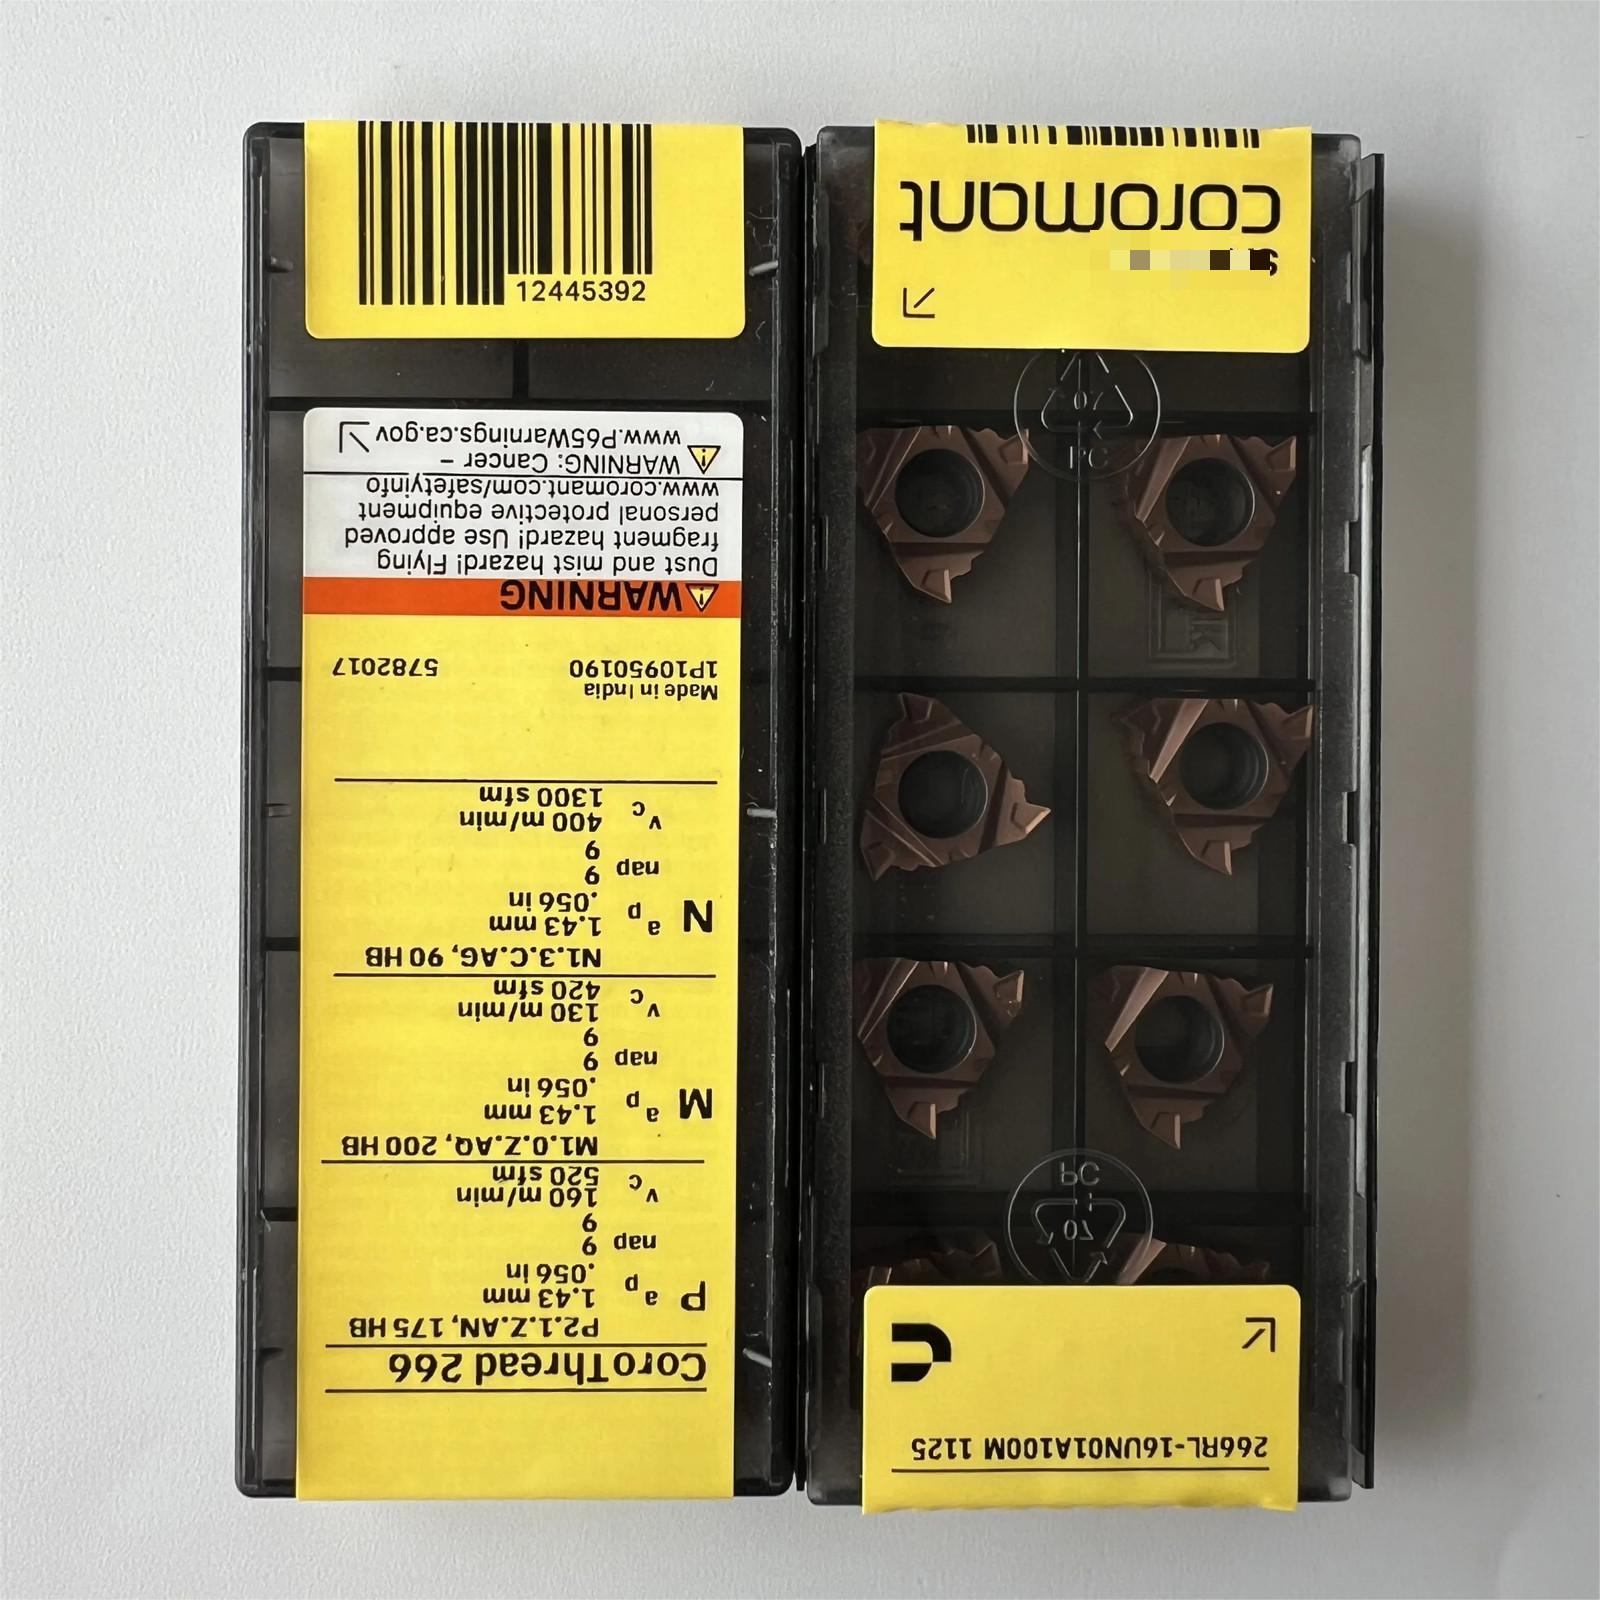 CoroThread 266
P2.1.Z.AN, 175 HB
P
ap 1.43 mm
.056 in
nap 6
6
vc 160 m/min
520 sfm
M1.0.Z.AQ, 200 HB
M
ap 1.43 mm
.056 in
nap 6
6
vc 130 m/min
420 sfm
N1.3.C.AG, 90 HB
N
ap 1.43 mm
.056 in
nap 6
6
vc 400 m/min
1300 sfm
Made in India
1P10950190 5782017
WARNING
Dust and mist hazard! Flying
fragment hazard! Use approved
personal protective equipment
www.coromant.com/safetyinfo
WARNING: Cancer -
www.P65Warnings.ca.gov
12445392
266RL-16UN01A100M 1125
PC
07
07
PC
coromant